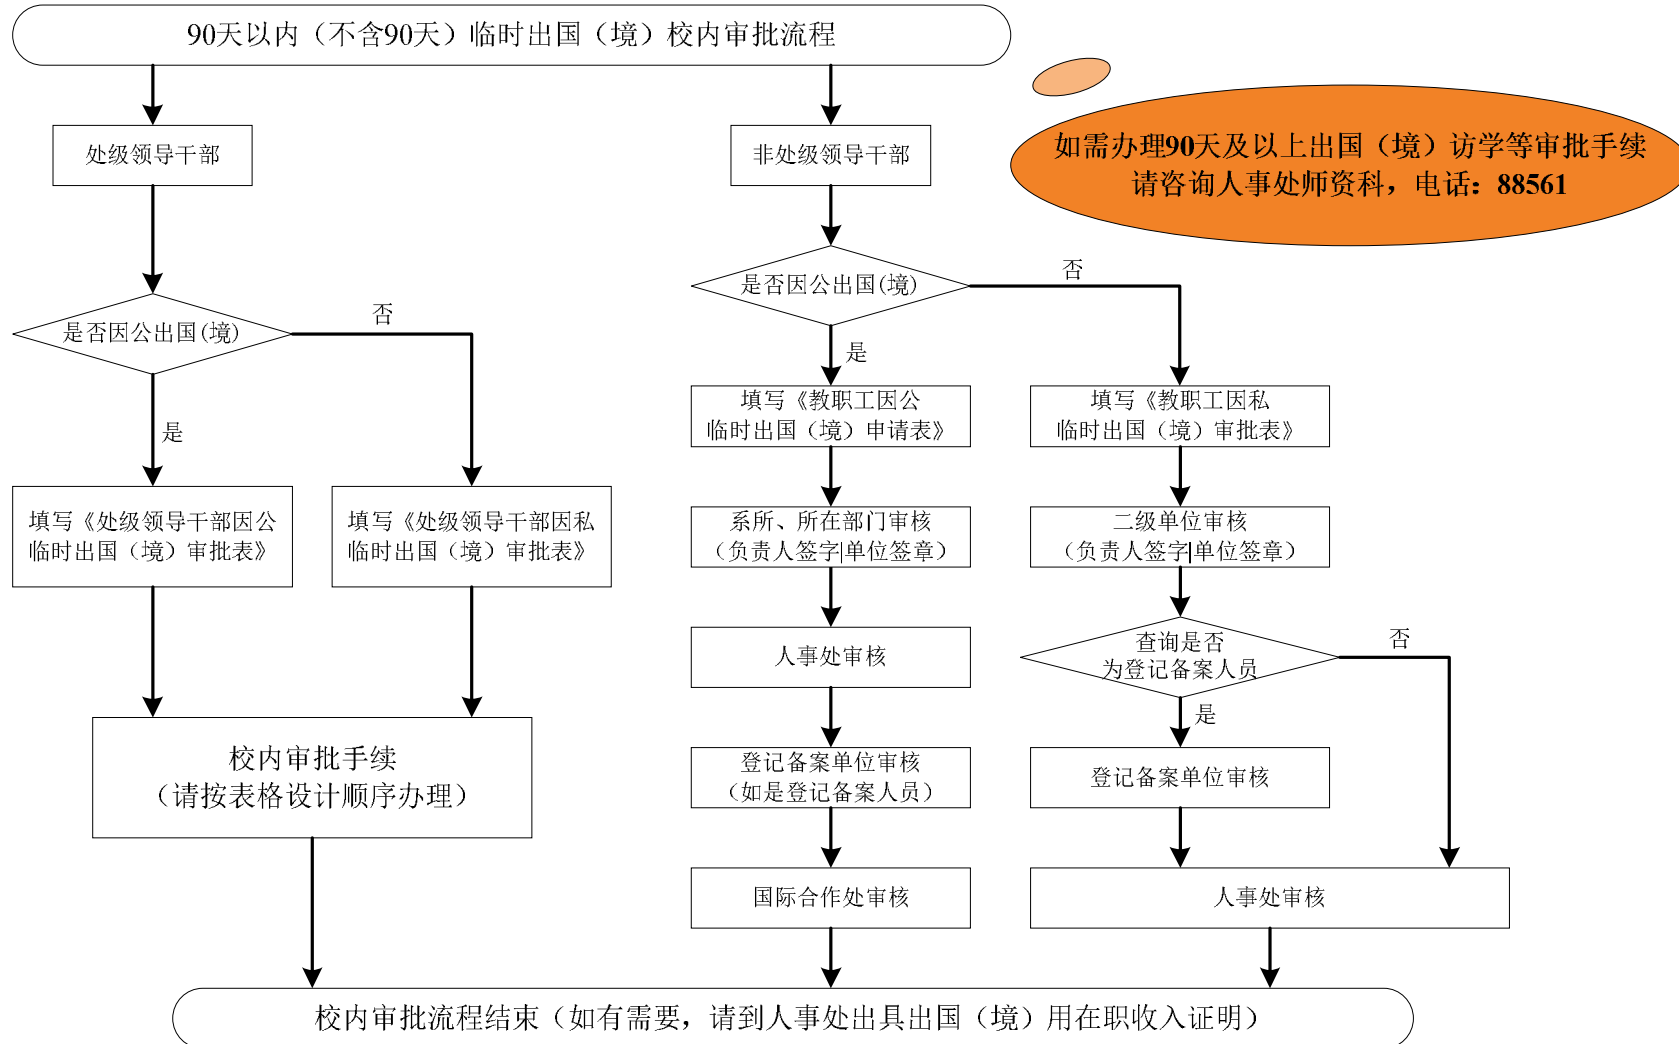 90天以内（不含90天）临时出国（境）校内审批流程
如需办理90天及以上出国（境）访学等审批手续
请咨询人事处师资科，电话：88561
处级领导干部
是否因公出国(境)
否
是
填写《处级领导干部因公
临时出国（境）审批表》
填写《处级领导干部因私
临时出国（境）审批表》
校内审批手续
（请按表格设计顺序办理）
非处级领导干部
是否因公出国(境)
否
是
填写《教职工因公
临时出国（境）申请表》
系所、所在部门审核
（负责人签字|单位签章）
人事处审核
登记备案单位审核
（如是登记备案人员）
国际合作处审核
填写《教职工因私
临时出国（境）审批表》
二级单位审核
（负责人签字|单位签章）
查询是否
为登记备案人员
否
是
登记备案单位审核
人事处审核
校内审批流程结束（如有需要，请到人事处出具出国（境）用在职收入证明）